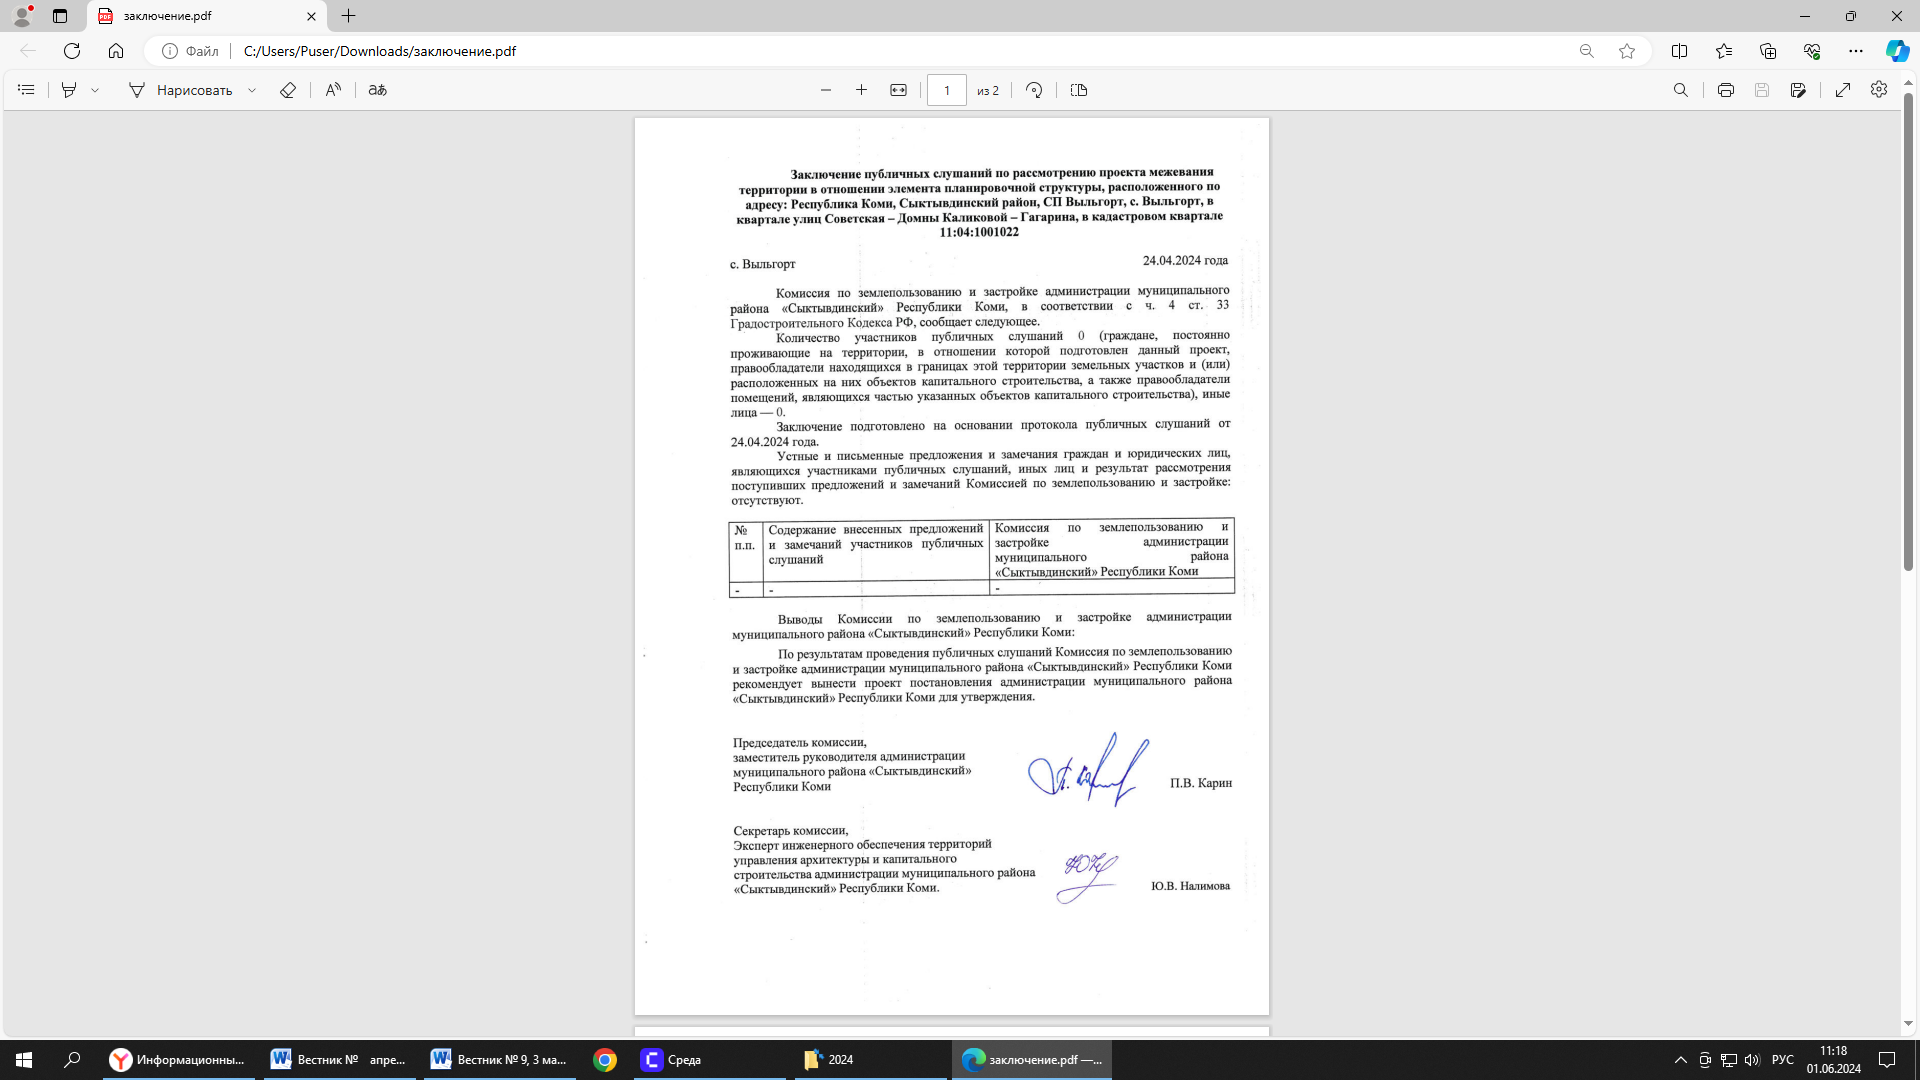 заключение.pdf
Файл
C:/Users/Puser/Downloads/заключение.pdf
Нарисовать
1 из 2
Заключение публичных слушаний по рассмотрению проекта межевания
территории в отношении элемента планировочной структуры, расположенного по
адресу: Республика Коми, Сыктывдинский район, СП Выльгорт, с. Выльгорт, в
квартале улиц Советская – Домны Каликовой – Гагарина, в кадастровом квартале
11:04:1001022
с. Выльгорт 24.04.2024 года
Комиссия по землепользованию и застройке администрации муниципального
района «Сыктывдинский» Республики Коми, в соответствии с ч. 4 ст. 33
Градостроительного Кодекса РФ, сообщает следующее.
Количество участников публичных слушаний 0 (граждане, постоянно
проживающие на территории, в отношении которой подготовлен данный проект,
правообладатели находящихся в границах этой территории земельных участков и (или)
расположенных на них объектов капитального строительства, а также правообладатели
помещений, являющихся частью указанных объектов капитального строительства), иные
лица — 0.
Заключение подготовлено на основании протокола публичных слушаний от
24.04.2024 года.
Устные и письменные предложения и замечания граждан и юридических лиц,
являющихся участниками публичных слушаний, иных лиц и результат рассмотрения
поступивших предложений и замечаний Комиссией по землепользованию и застройке:
отсутствуют.
№
п.п.
Содержание внесенных предложений
и замечаний участников публичных
слушаний
Комиссия по землепользованию и
застройке администрации
муниципального района
«Сыктывдинский» Республики Коми
- - -
Выводы Комиссии по землепользованию и застройке администрации
муниципального района «Сыктывдинский» Республики Коми:
По результатам проведения публичных слушаний Комиссия по землепользованию
и застройке администрации муниципального района «Сыктывдинский» Республики Коми
рекомендует вынести проект постановления администрации муниципального района
«Сыктывдинский» Республики Коми для утверждения.
Председатель комиссии,
заместитель руководителя администрации
муниципального района «Сыктывдинский»
Республики Коми
П.В. Карин
Секретарь комиссии,
Эксперт инженерного обеспечения территорий
управления архитектуры и капитального
строительства администрации муниципального района
«Сыктывдинский» Республики Коми.
Ю.В. Налимова
Информационны...
Вестник № апре...
Вестник № 9, 3 ма...
Среда
2024
заключение.pdf —...
РУС
11:18
01.06.2024